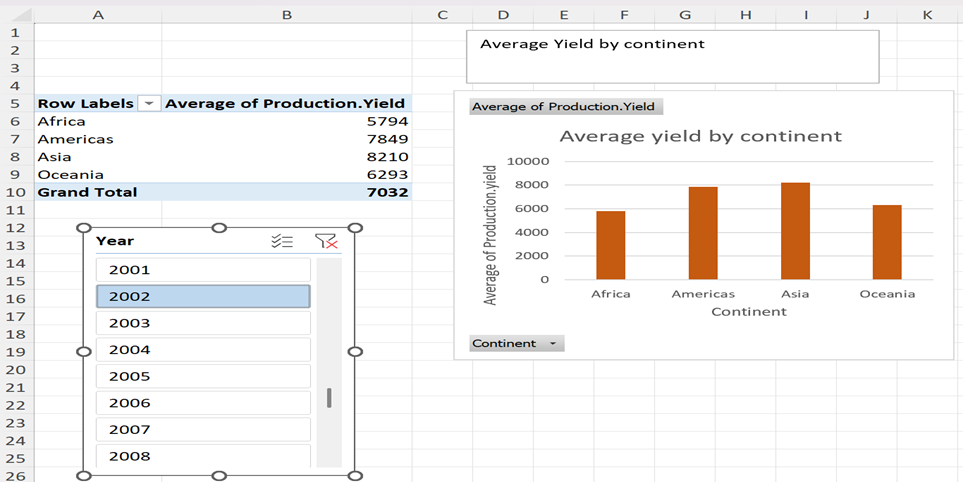 A B C D E F G H I J K
1
2 Average Yield by continent
3
4
5 Row Labels Average of Production.Yield
6 Africa 5794
7 Americas 7849
8 Asia 8210
9 Oceania 6293
10 Grand Total 7032
11
12
13 Year
14 2001
15
16 2002
17 2003
18
19 2004
20 2005
21
22 2006
23 2007
24
25 2008
26
Average of Production.Yield
Average yield by continent
Average of Production.yield
10000
8000
6000
4000
2000
0
Africa Americas Asia Oceania
Continent
Continent